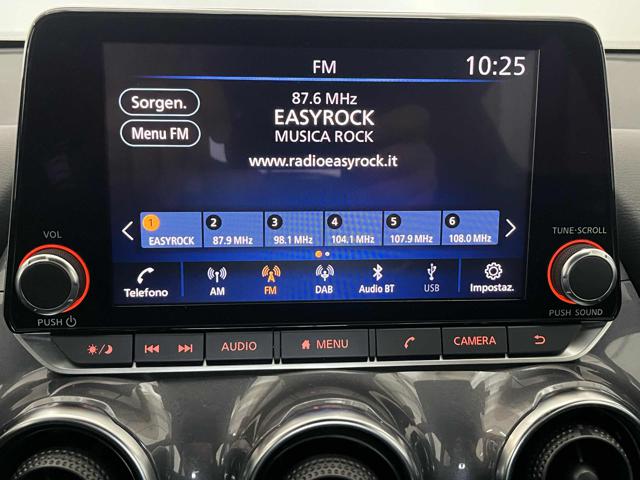 FM
10:25
Sorgen.
Menu FM
87.6 MHz
EASYROCK
MUSICA ROCK
www.radioeasyrock.it
1 2 3 4 5 6
EASYROCK 87.9 MHz 98.1 MHz 104.1 MHz 107.9 MHz 108.0 MHz
VOL
TUNE·SCROLL
Telefono AM FM DAB Audio BT USB Impostaz.
PUSH
PUSH SOUND
AUDIO MENU CAMERA